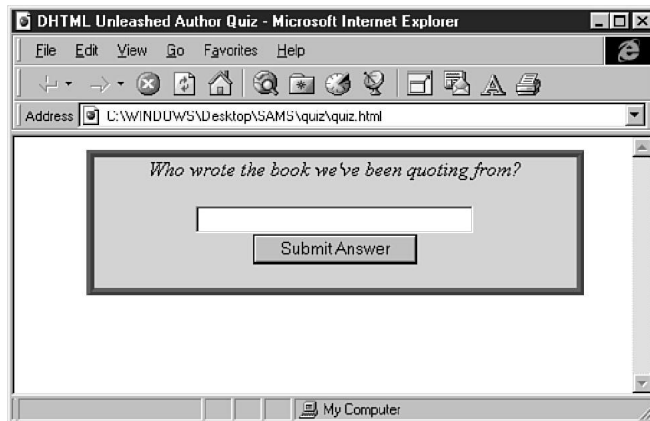 DHTML Unleashed Author Quiz - Microsoft Internet Explorer
File Edit View Go Favorites Help
Address C:\WINDOWS\Desktop\SAMS\quiz\quiz.html
Who wrote the book we've been quoting from?
Submit Answer
My Computer